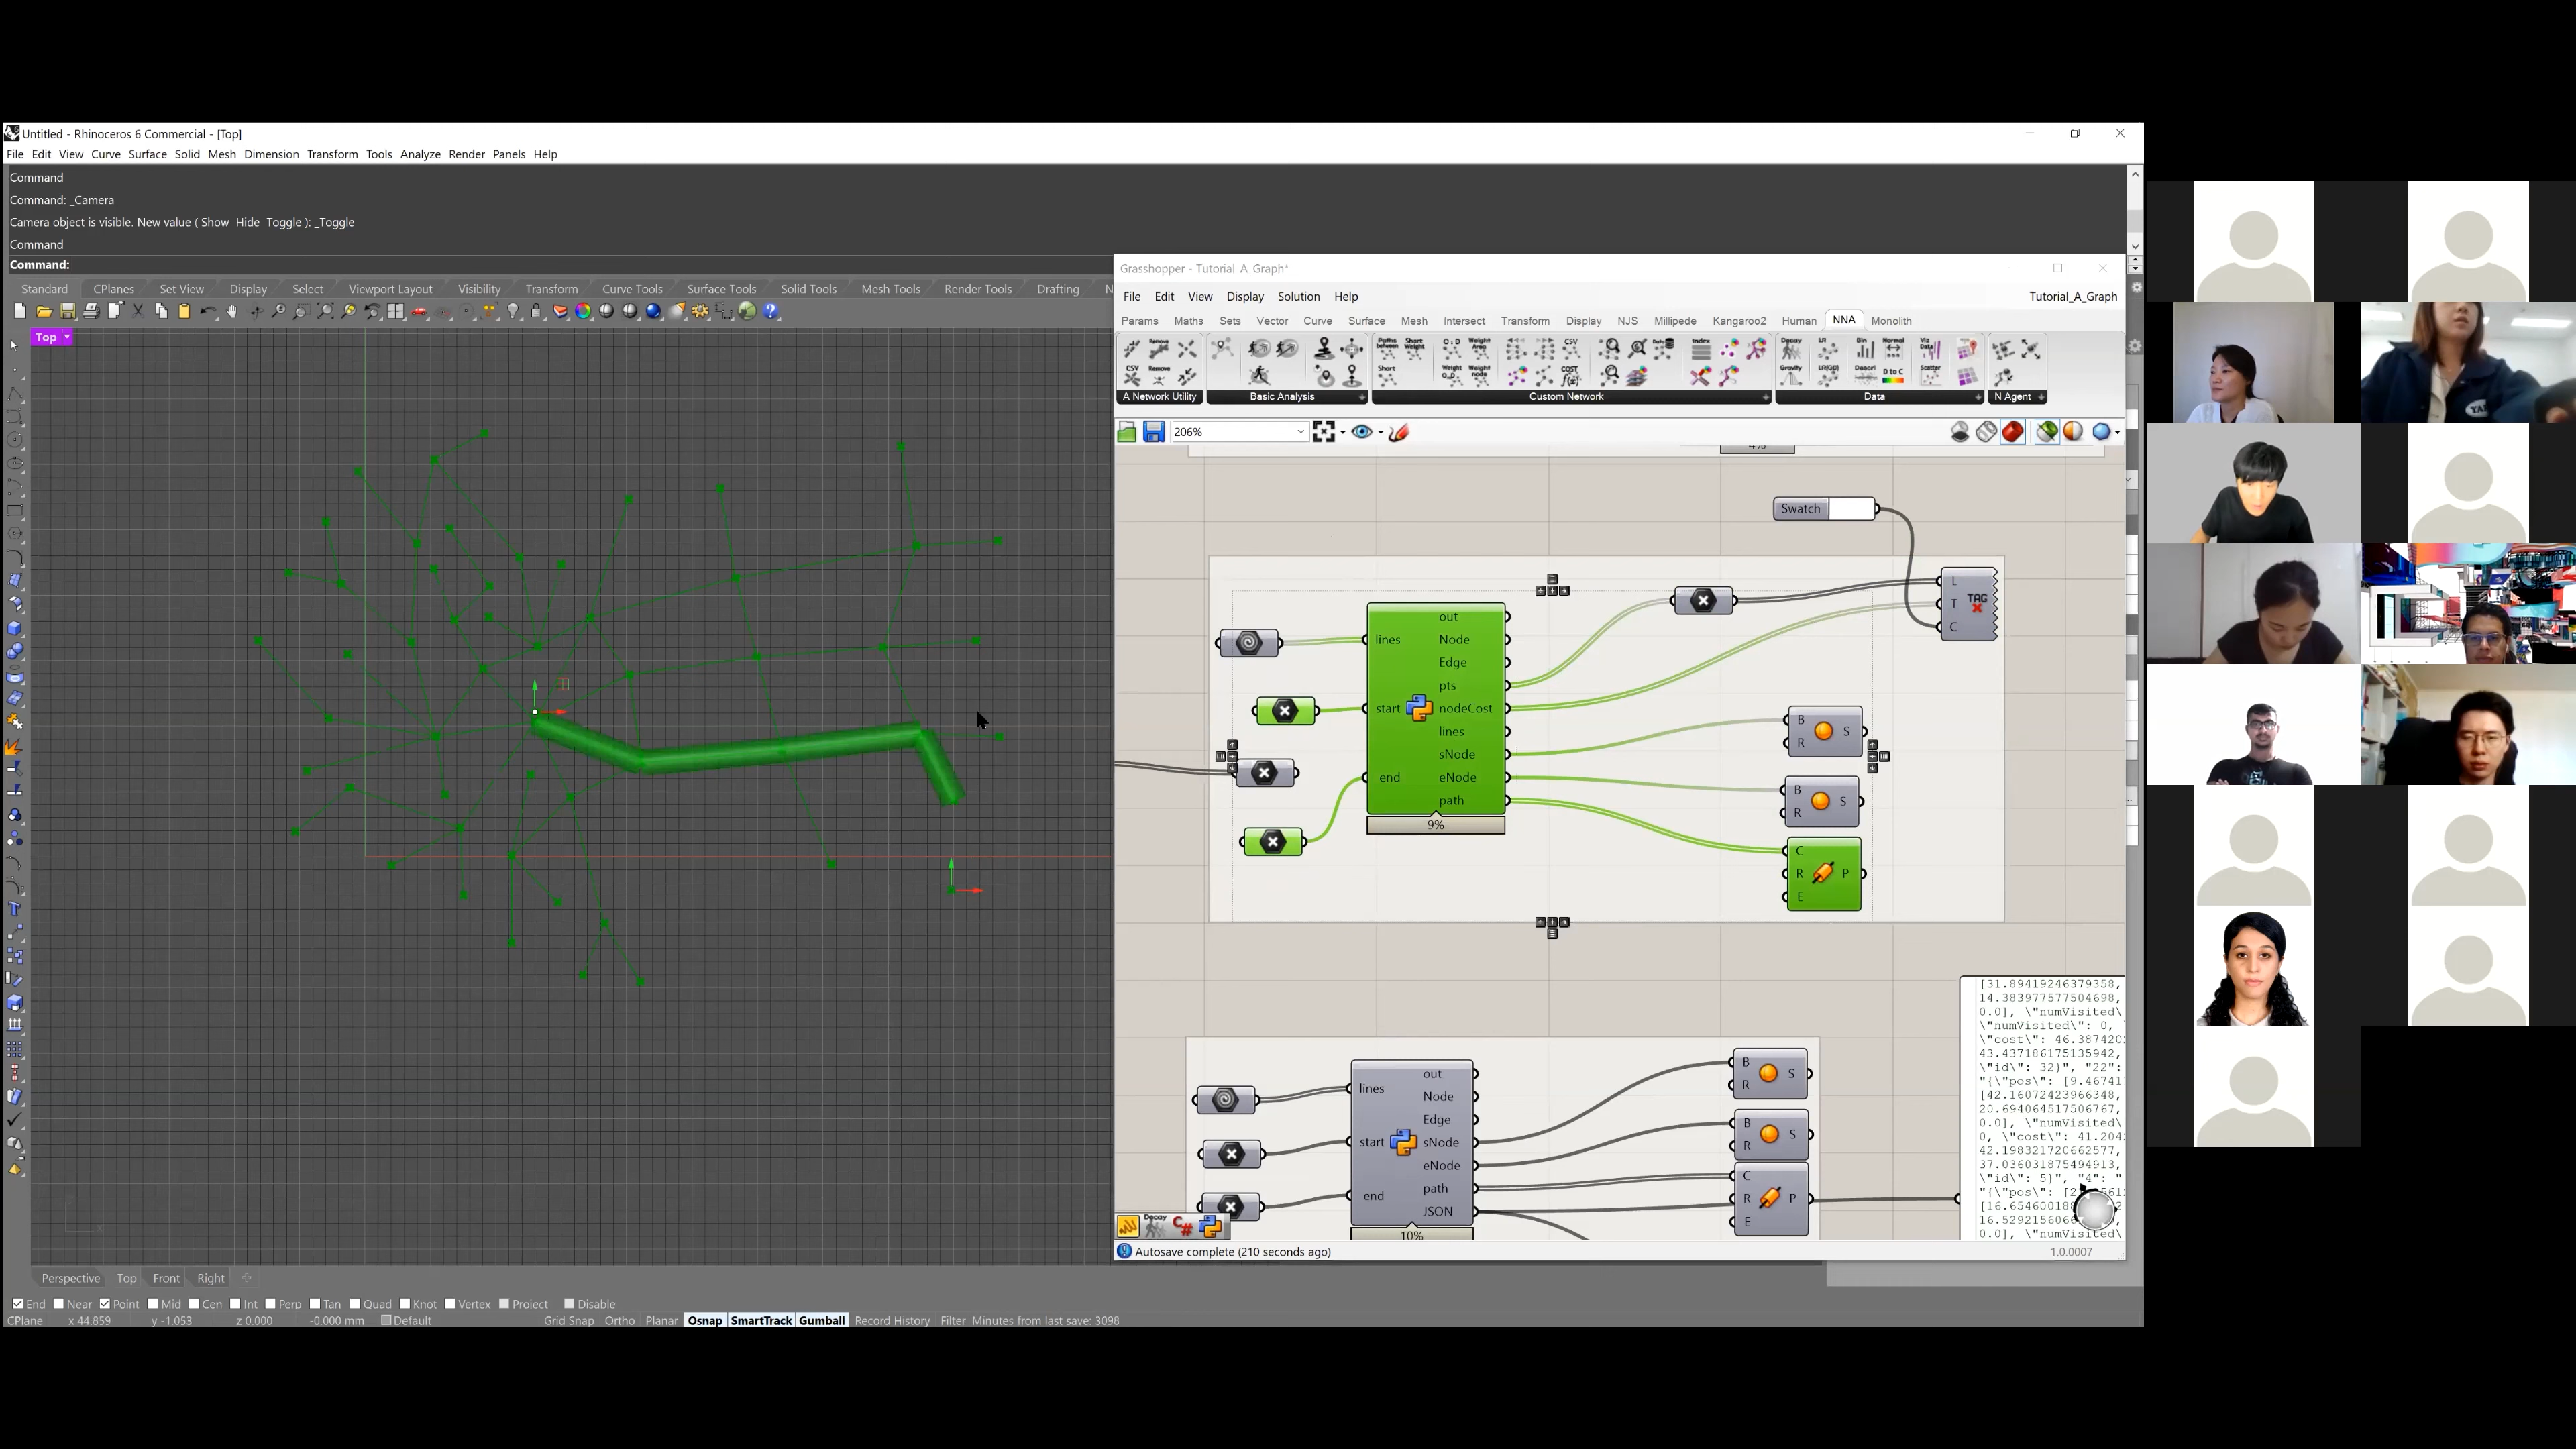 Untitled - Rhinoceros 6 Commercial - [Top]
File Edit View Curve Surface Solid Mesh Dimension Transform Tools Analyze Render Panels Help
Command
Command: _Camera
Camera object is visible. New value ( Show Hide Toggle ): _Toggle
Command
Command:
Standard CPlanes Set View Display Select Viewport Layout Visibility Transform Curve Tools Surface Tools Solid Tools Mesh Tools Render Tools Drafting N
Top
Grasshopper - Tutorial_A_Graph*
File Edit View Display Solution Help Tutorial_A_Graph
Params Maths Sets Vector Curve Surface Mesh Intersect Transform Display NJS Millipede Kangaroo2 Human NNA Monolith
A Network Utility Basic Analysis Custom Network Data N Agent
206%
Swatch
L
T TAG
C
out
lines Node
Edge
pts
start nodeCost
lines
sNode
end eNode
path
9%
B S
R
B S
R
C
R P
E
out
lines Node
Edge
start sNode
eNode
end path
JSON
10%
B S
R
B S
R
C
R P
E
[31.89419246379358,
14.383977577504698,
0.0], \"numVisited\
\"numVisited\": 0,
\"cost\": 46.387420
43.437186175135942,
\"id\": 32}", "22":
"{\"pos\": [9.46741
[42.16072423966348,
20.694064517506767,
0.0], \"numVisited\
0, \"cost\": 41.204
42.198321720662577,
37.036031875494913,
\"id\": 5}", "4": "
"{\"pos\": [2
[16.65460018
16.529215606
0.0], \"numVisited\
Decay C#
Autosave complete (210 seconds ago) 1.0.0007
Perspective Top Front Right
End Near Point Mid Cen Int Perp Tan Quad Knot Vertex Project Disable
CPlane x 44.859 y -1.053 z 0.000 -0.000 mm Default Grid Snap Ortho Planar Osnap SmartTrack Gumball Record History Filter Minutes from last save: 3098